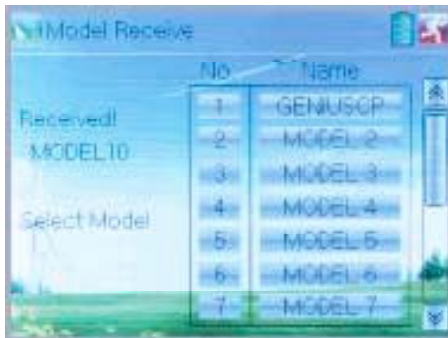 Model Receive
No Name
Received!
MODEL10
Select Model
1 GENIUSCP
2 MODEL 2
3 MODEL 3
4 MODEL 4
5 MODEL 5
6 MODEL 6
7 MODEL 7